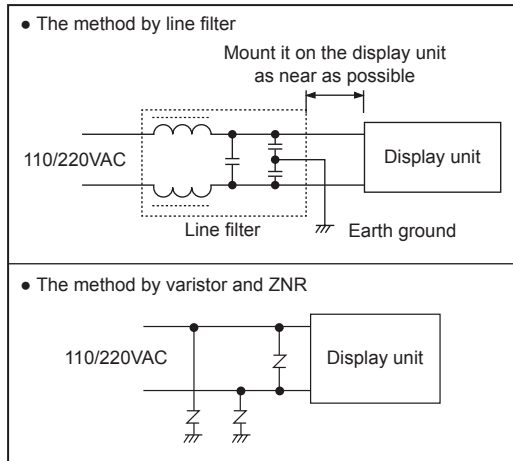 ● The method by line filter
Mount it on the display unit
as near as possible
110/220VAC
Display unit
Line filter
Earth ground
● The method by varistor and ZNR
110/220VAC
Display unit